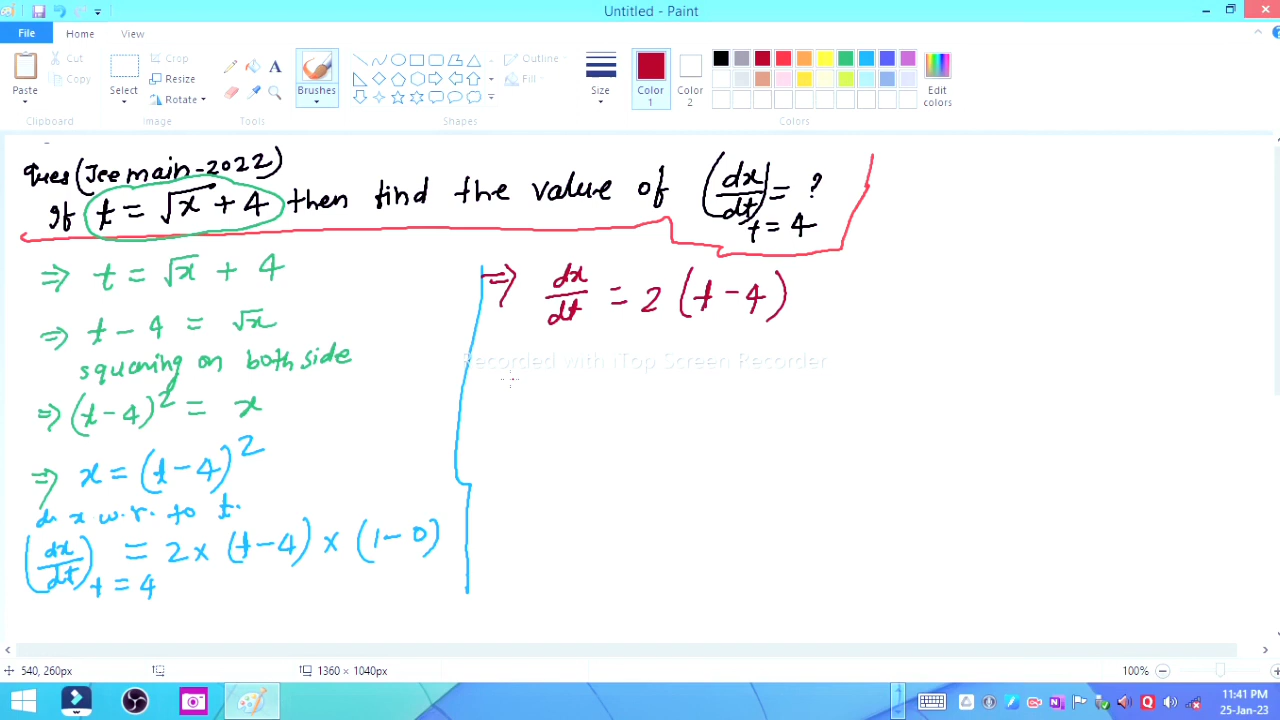 Untitled - Paint
File Home View
Paste Cut Copy Clipboard
Select Crop Resize Rotate Image
Tools
Brushes
Shapes Outline Fill
Size
Color 1
Color 2
Edit colors
Colors
Ques (Jee main-2022)
If t = √x + 4 then find the value of (dx/dt) t = 4 = ?
⇒ t = √x + 4
⇒ t - 4 = √x
squaring on both side
⇒ (t-4)² = x
⇒ x = (t-4)²
d. x w.r. to t.
(dx/dt) t = 4 = 2 × (t-4) × (1-0)
⇒ dx/dt = 2 (t-4)
Recorded with iTop Screen Recorder
540, 260px
1360 × 1040px
100%
11:41 PM
25-Jan-23